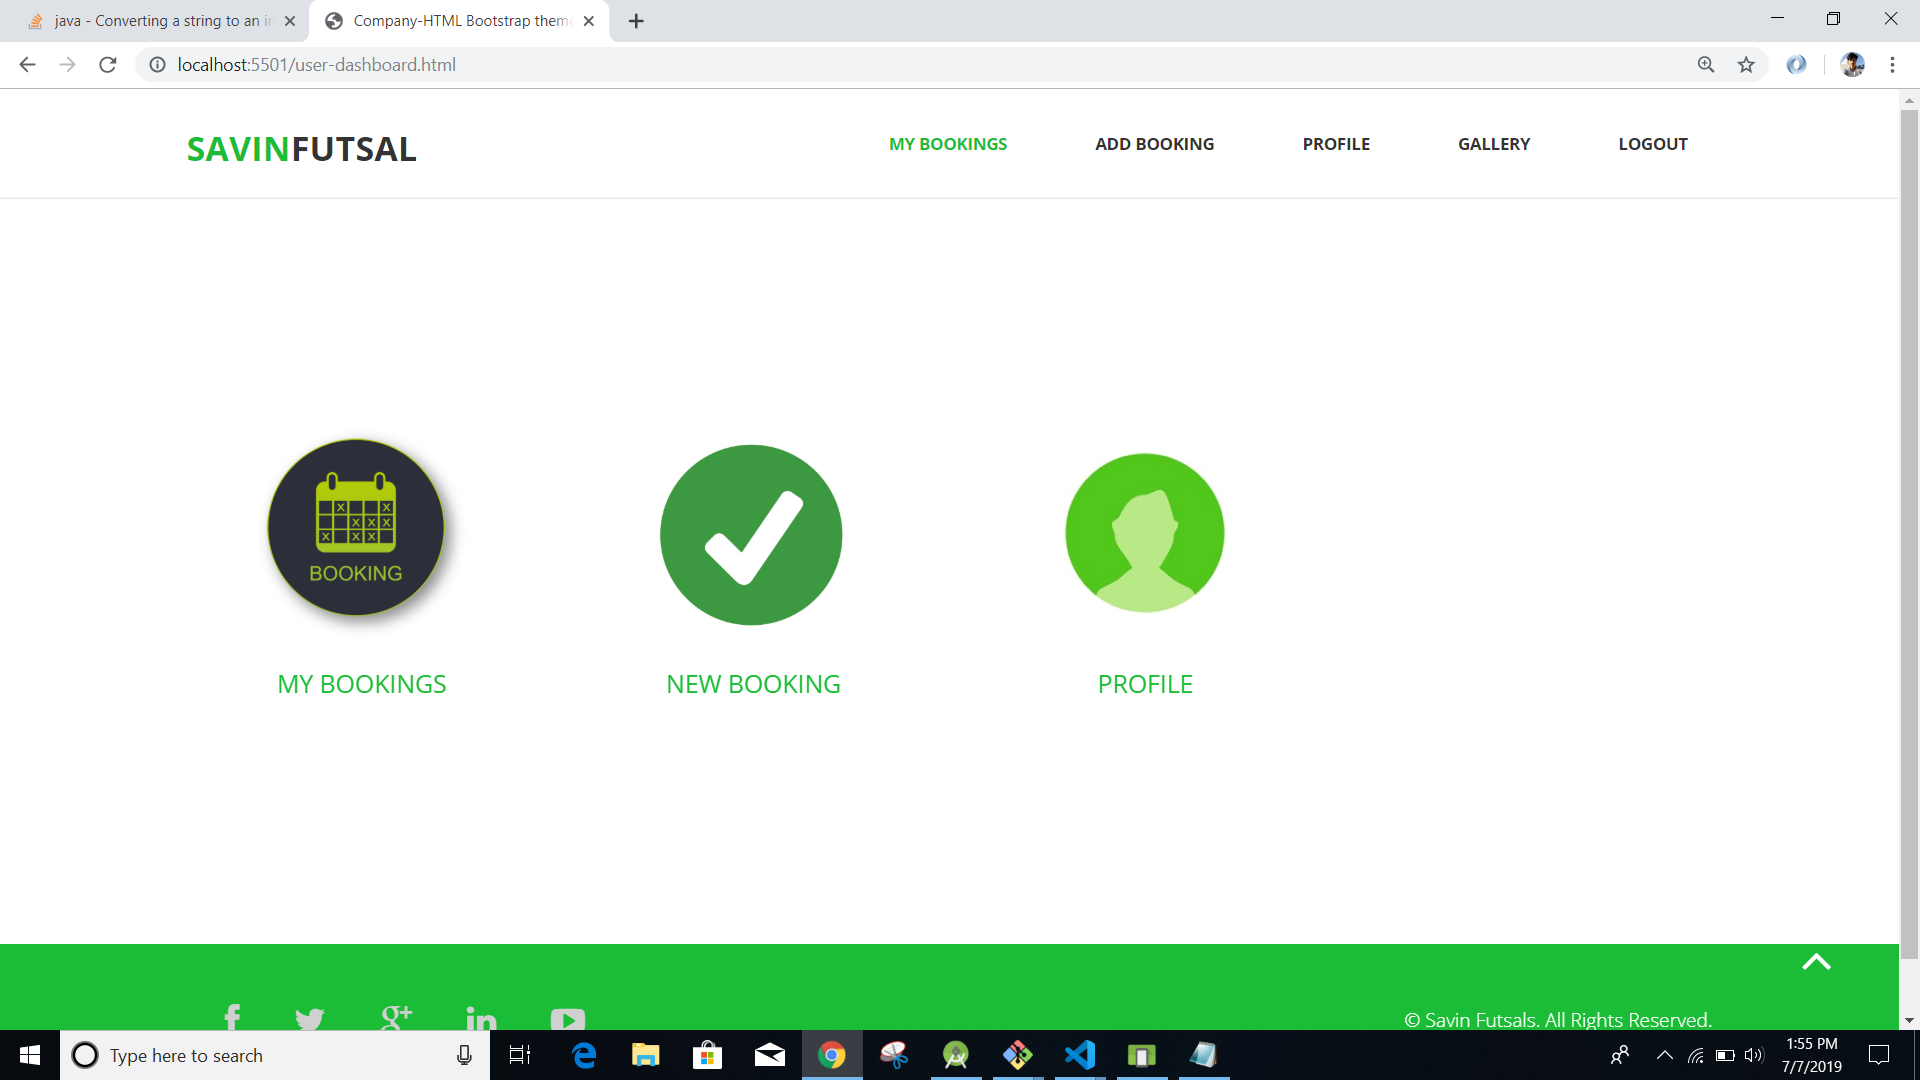 java - Converting a string to an in
Company-HTML Bootstrap them
localhost:5501/user-dashboard.html
SAVINFUTSAL
MY BOOKINGS
ADD BOOKING
PROFILE
GALLERY
LOGOUT
BOOKING
MY BOOKINGS
NEW BOOKING
PROFILE
© Savin Futsals. All Rights Reserved.
Type here to search
1:55 PM
7/7/2019